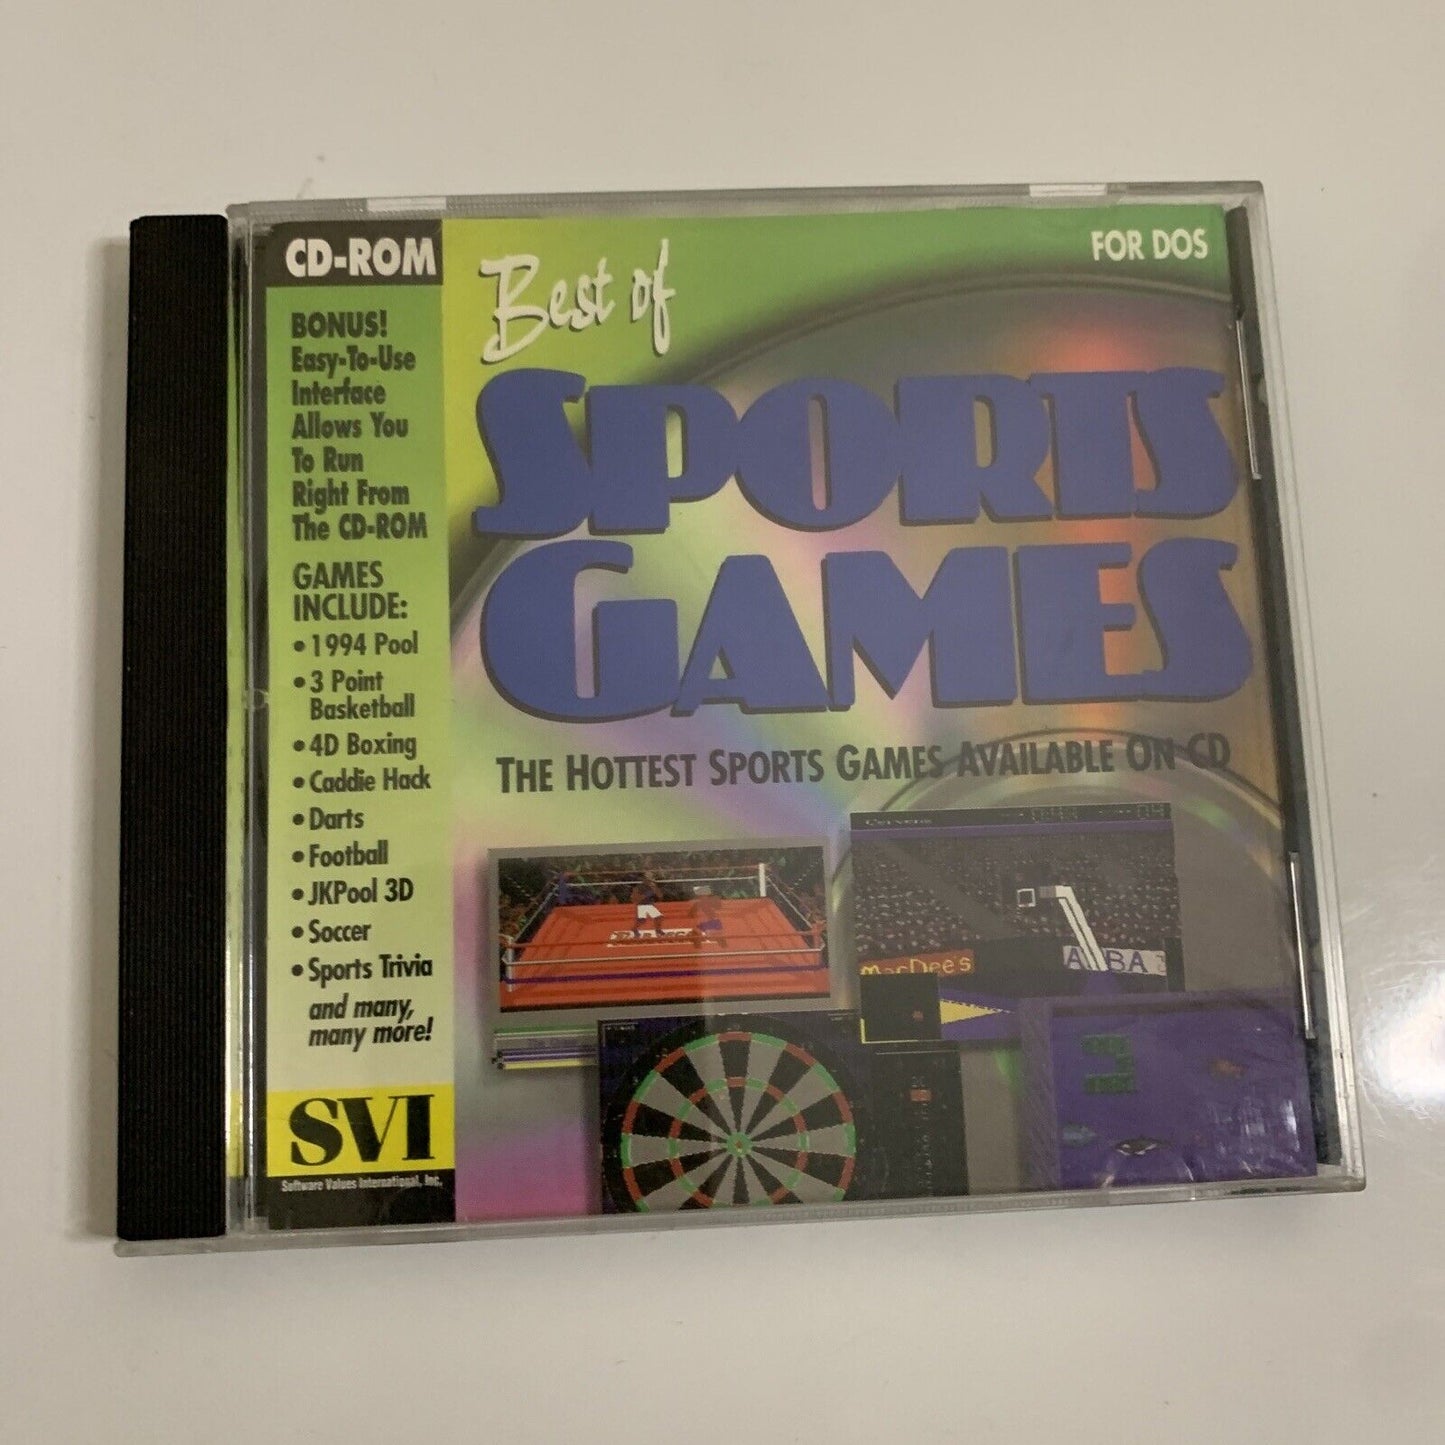 CD-ROM
BONUS!
Easy-To-Use
Interface
Allows You
To Run
Right From
The CD-ROM
GAMES
INCLUDE:
• 1994 Pool
• 3 Point
Basketball
• 4D Boxing
• Caddie Hack
• Darts
• Football
• JKPool 3D
• Soccer
• Sports Trivia
and many,
many more!
SVI
Software Values International, Inc.
FOR DOS
Best of
SPORTS
GAMES
THE HOTTEST SPORTS GAMES AVAILABLE ON CD
MacDee's
ABA